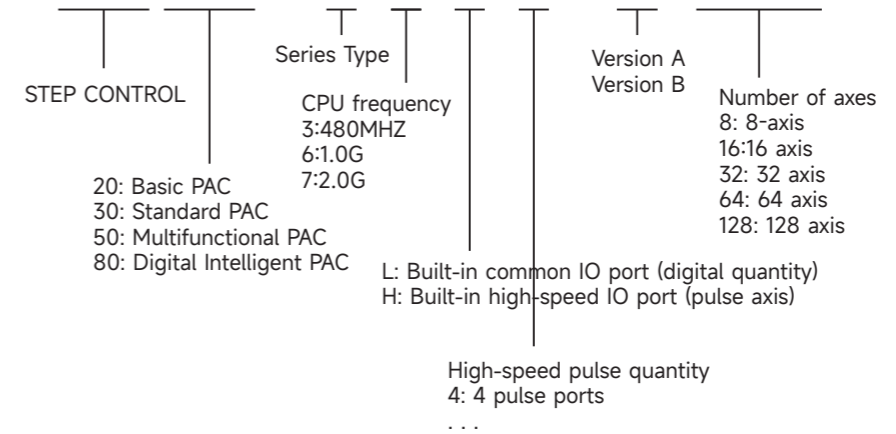 Series Type
Version A
Version B
STEP CONTROL
CPU frequency
3:480MHZ
6:1.0G
7:2.0G
Number of axes
8: 8-axis
16:16 axis
32: 32 axis
64: 64 axis
128: 128 axis
20: Basic PAC
30: Standard PAC
50: Multifunctional PAC
80: Digital Intelligent PAC
L: Built-in common IO port (digital quantity)
H: Built-in high-speed IO port (pulse axis)
High-speed pulse quantity
4: 4 pulse ports
...